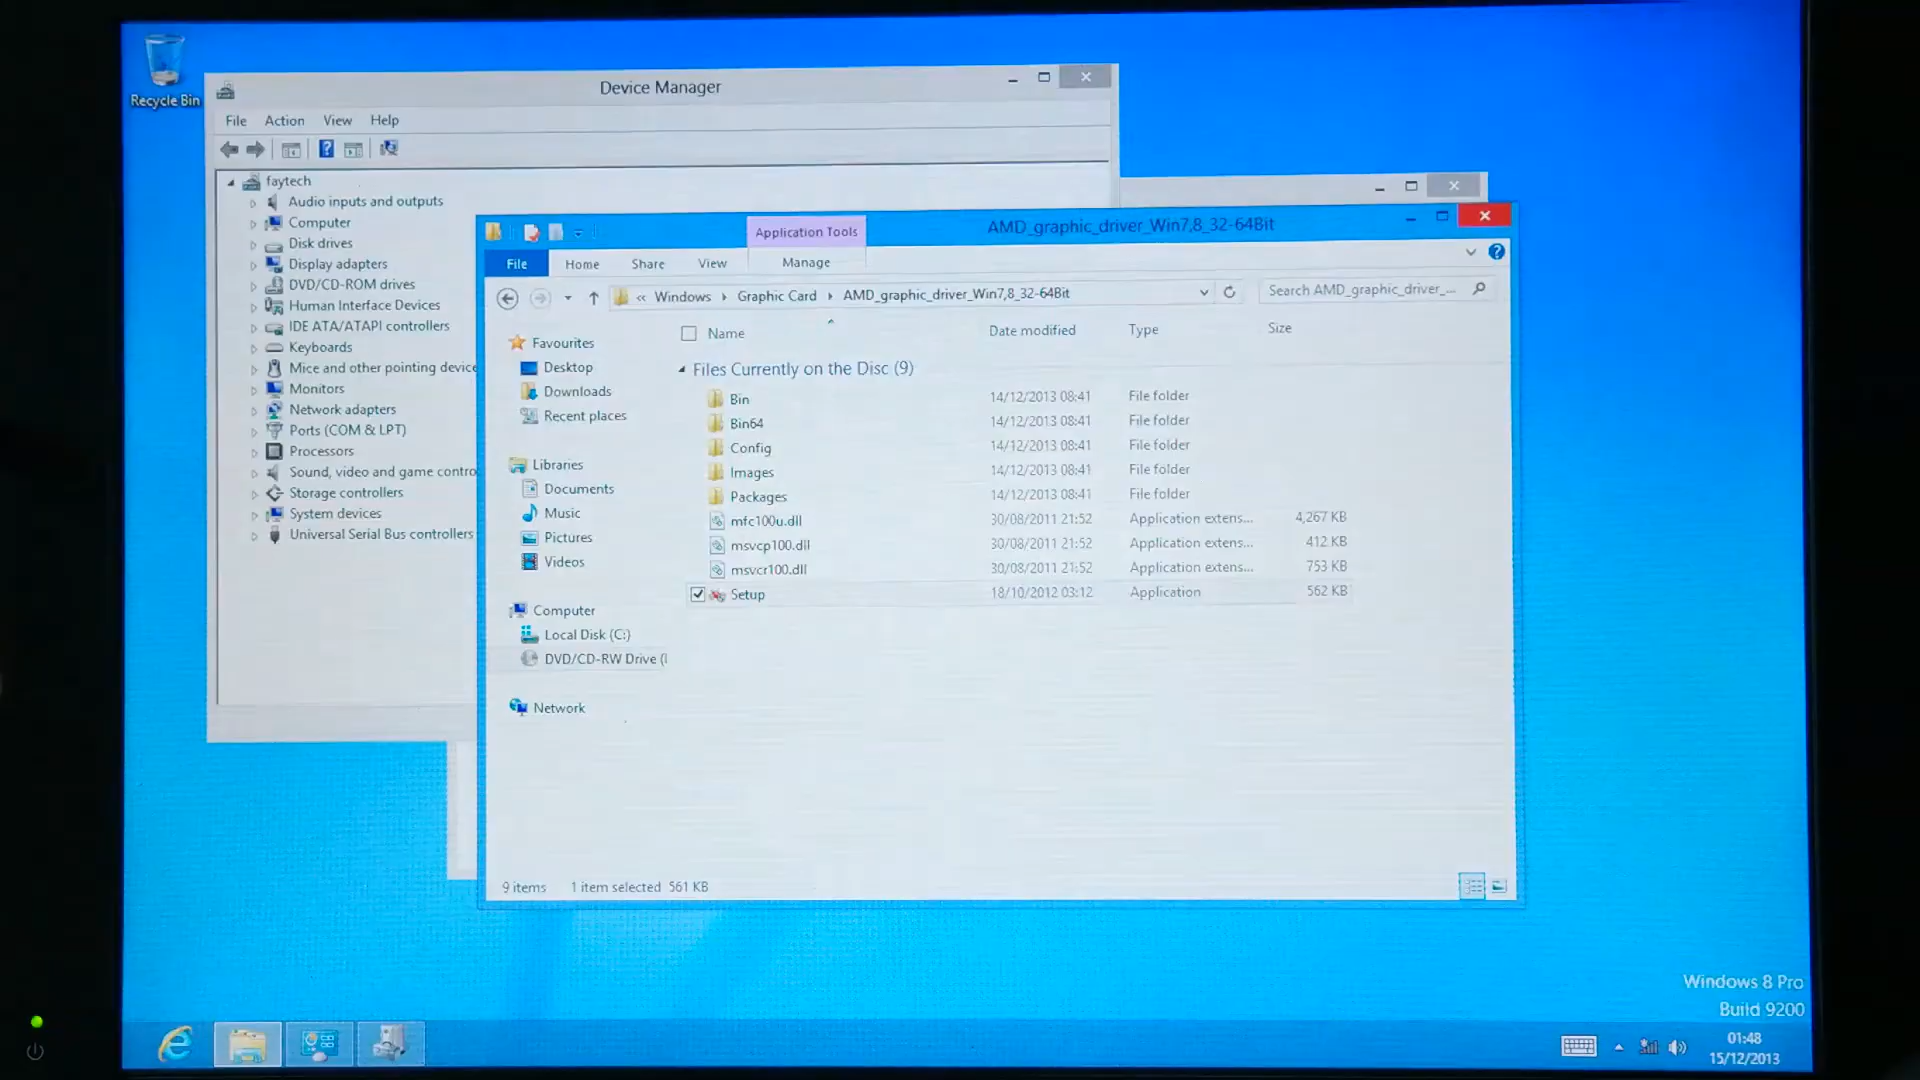 Recycle Bin
Device Manager
File Action View Help
faytech
Audio inputs and outputs
Computer
Disk drives
Display adapters
DVD/CD-ROM drives
Human Interface Devices
IDE ATA/ATAPI controllers
Keyboards
Mice and other pointing device
Monitors
Network adapters
Ports (COM & LPT)
Processors
Sound, video and game contro
Storage controllers
System devices
Universal Serial Bus controllers
Application Tools
AMD_graphic_driver_Win7,8_32-64Bit
File Home Share View Manage
« Windows Graphic Card AMD_graphic_driver_Win7,8_32-64Bit
Search AMD_graphic_driver_...
Favourites
Desktop
Downloads
Recent places
Libraries
Documents
Music
Pictures
Videos
Computer
Local Disk (C:)
DVD/CD-RW Drive (
Network
Name Date modified Type Size
Files Currently on the Disc (9)
Bin 14/12/2013 08:41 File folder
Bin64 14/12/2013 08:41 File folder
Config 14/12/2013 08:41 File folder
Images 14/12/2013 08:41 File folder
Packages 14/12/2013 08:41 File folder
mfc100u.dll 30/08/2011 21:52 Application extens... 4,267 KB
msvcp100.dll 30/08/2011 21:52 Application extens... 412 KB
msvcr100.dll 30/08/2011 21:52 Application extens... 753 KB
Setup 18/10/2012 03:12 Application 562 KB
9 items 1 item selected 561 KB
Windows 8 Pro
Build 9200
01:48
15/12/2013